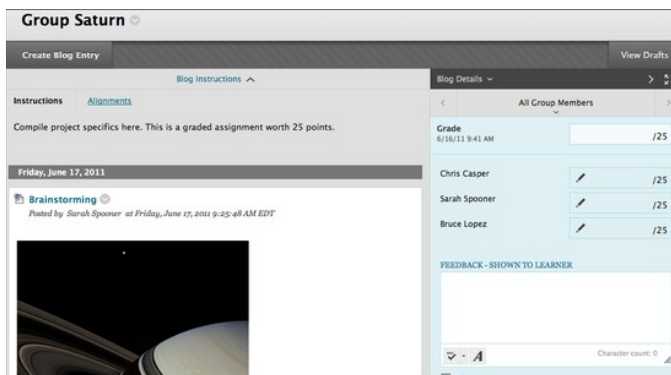 Group Saturn
Create Blog Entry
View Drafts
Blog Instructions
Instructions Alignments
Compile project specifics here. This is a graded assignment worth 25 points.
Friday, June 17, 2011
Brainstorming
Posted by Sarah Spooner at Friday, June 17, 2011 9:25:48 AM EDT
Blog Details
All Group Members
Grade
6/16/11 9:41 AM
/25
Chris Casper
/25
Sarah Spooner
/25
Bruce Lopez
/25
FEEDBACK - SHOWN TO LEARNER
A
Character count: 0